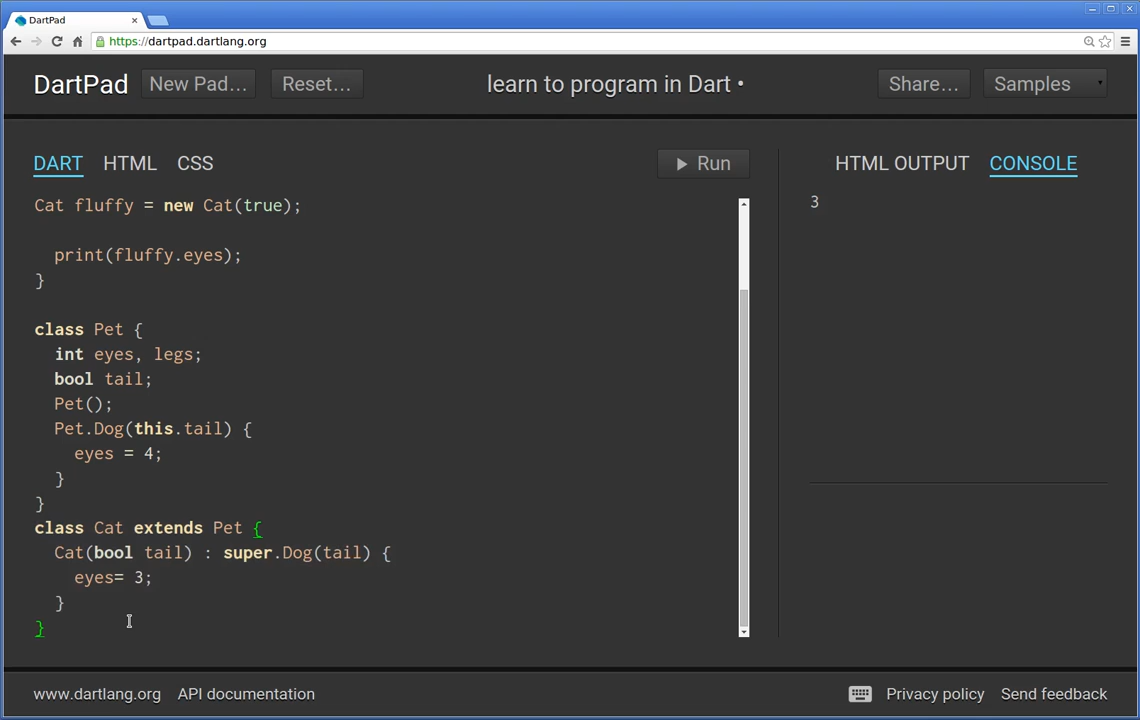 DartPad
https://dartpad.dartlang.org
DartPad New Pad... Reset... learn to program in Dart • Share... Samples
DART HTML CSS Run HTML OUTPUT CONSOLE
Cat fluffy = new Cat(true);
print(fluffy.eyes);
}
class Pet {
int eyes, legs;
bool tail;
Pet();
Pet.Dog(this.tail) {
eyes = 4;
}
}
class Cat extends Pet {
Cat(bool tail) : super.Dog(tail) {
eyes= 3;
}
}
3
www.dartlang.org API documentation Privacy policy Send feedback